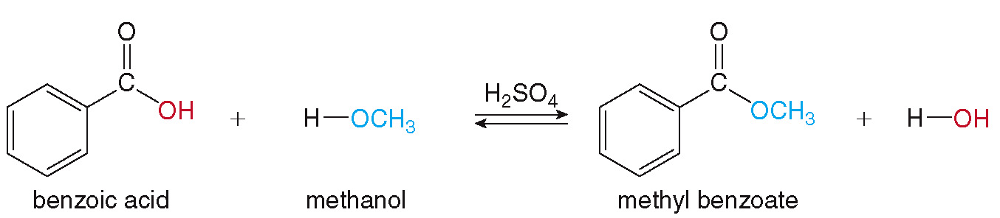 O O
C OH + H—OCH₃ H₂SO₄ C OCH₃ + H—OH
benzoic acid methanol methyl benzoate